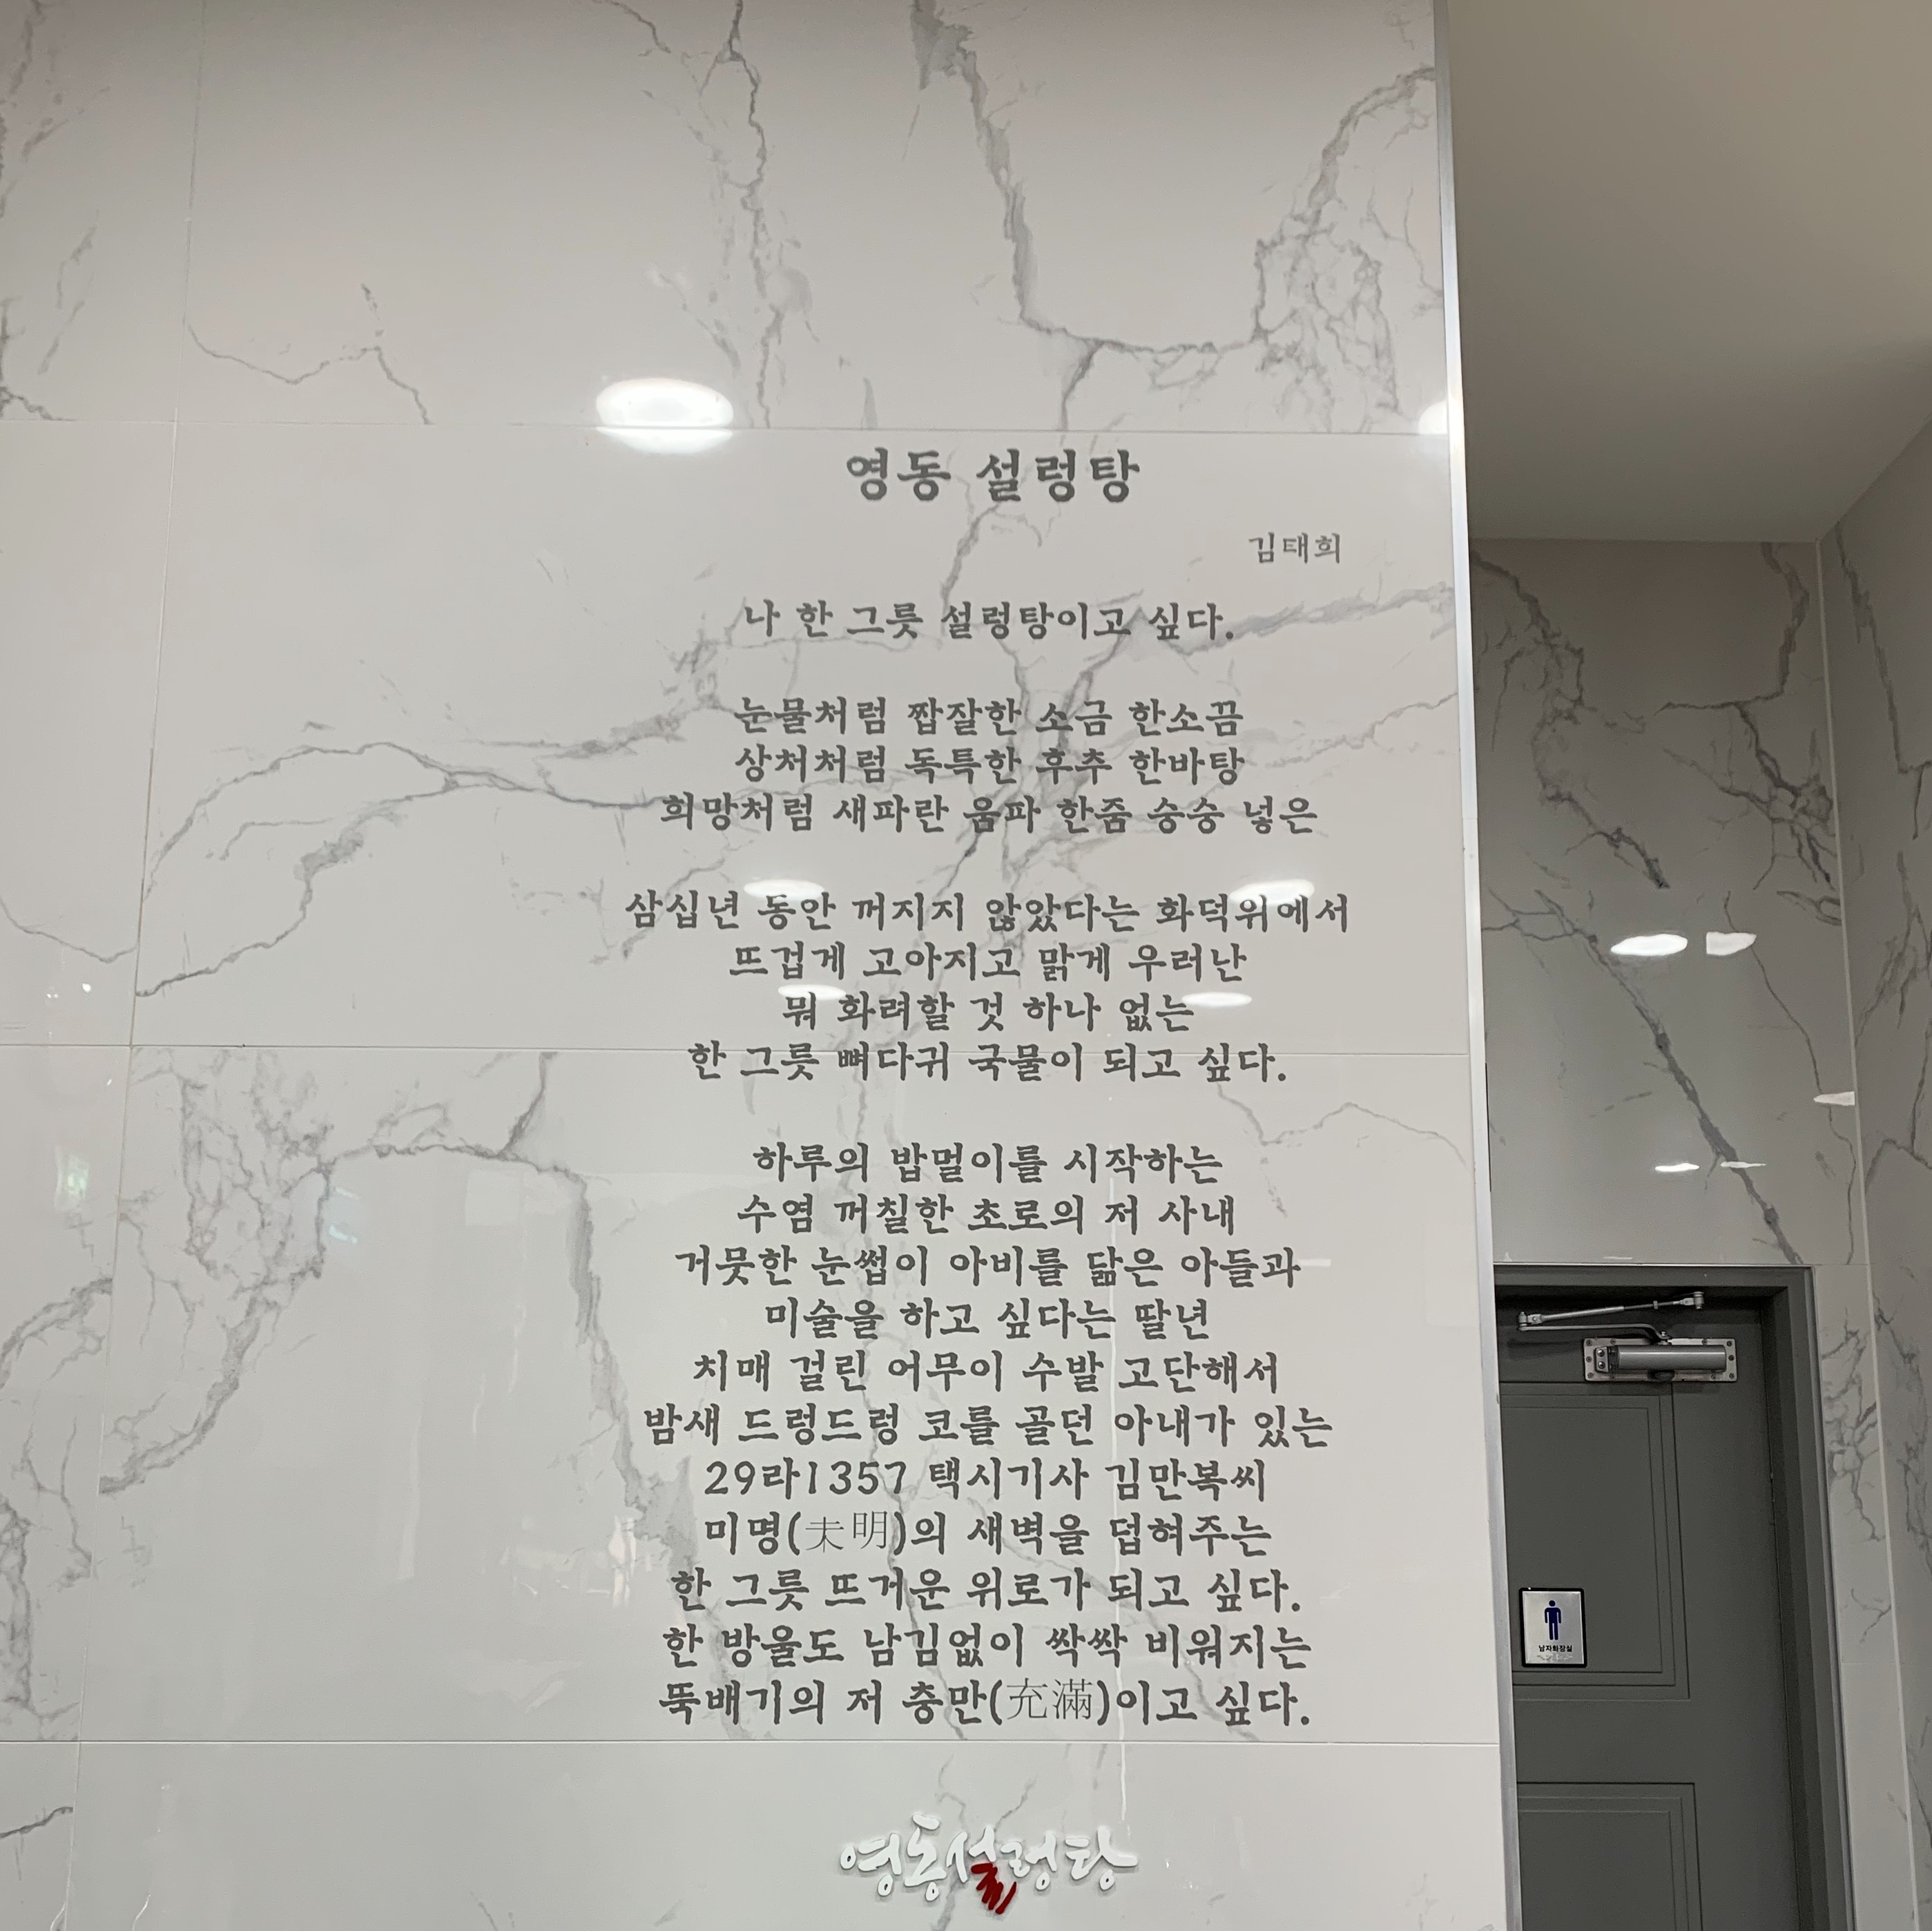 영동 설렁탕
김태희
나 한 그릇 설렁탕이고 싶다.
눈물처럼 짭잘한 소금 한소끔
상처처럼 독특한 후추 한바탕
희망처럼 새파란 움파 한줌 숭숭 넣은
삼십년 동안 꺼지지 않았다는 화덕위에서
뜨겁게 고아지고 맑게 우러난
뭐 화려할 것 하나 없는
한 그릇 뼈다귀 국물이 되고 싶다.
하루의 밥멀이를 시작하는
수염 꺼칠한 초로의 저 사내
거뭇한 눈썹이 아비를 닮은 아들과
미술을 하고 싶다는 딸년
치매 걸린 어무이 수발 고단해서
밤새 드렁드렁 코를 골던 아내가 있는
29라1357 택시기사 김만복씨
미명(未明)의 새벽을 덥혀주는
한 그릇 뜨거운 위로가 되고 싶다.
한 방울도 남김없이 싹싹 비워지는
뚝배기의 저 충만(充滿)이고 싶다.
영동설렁탕
남자화장실